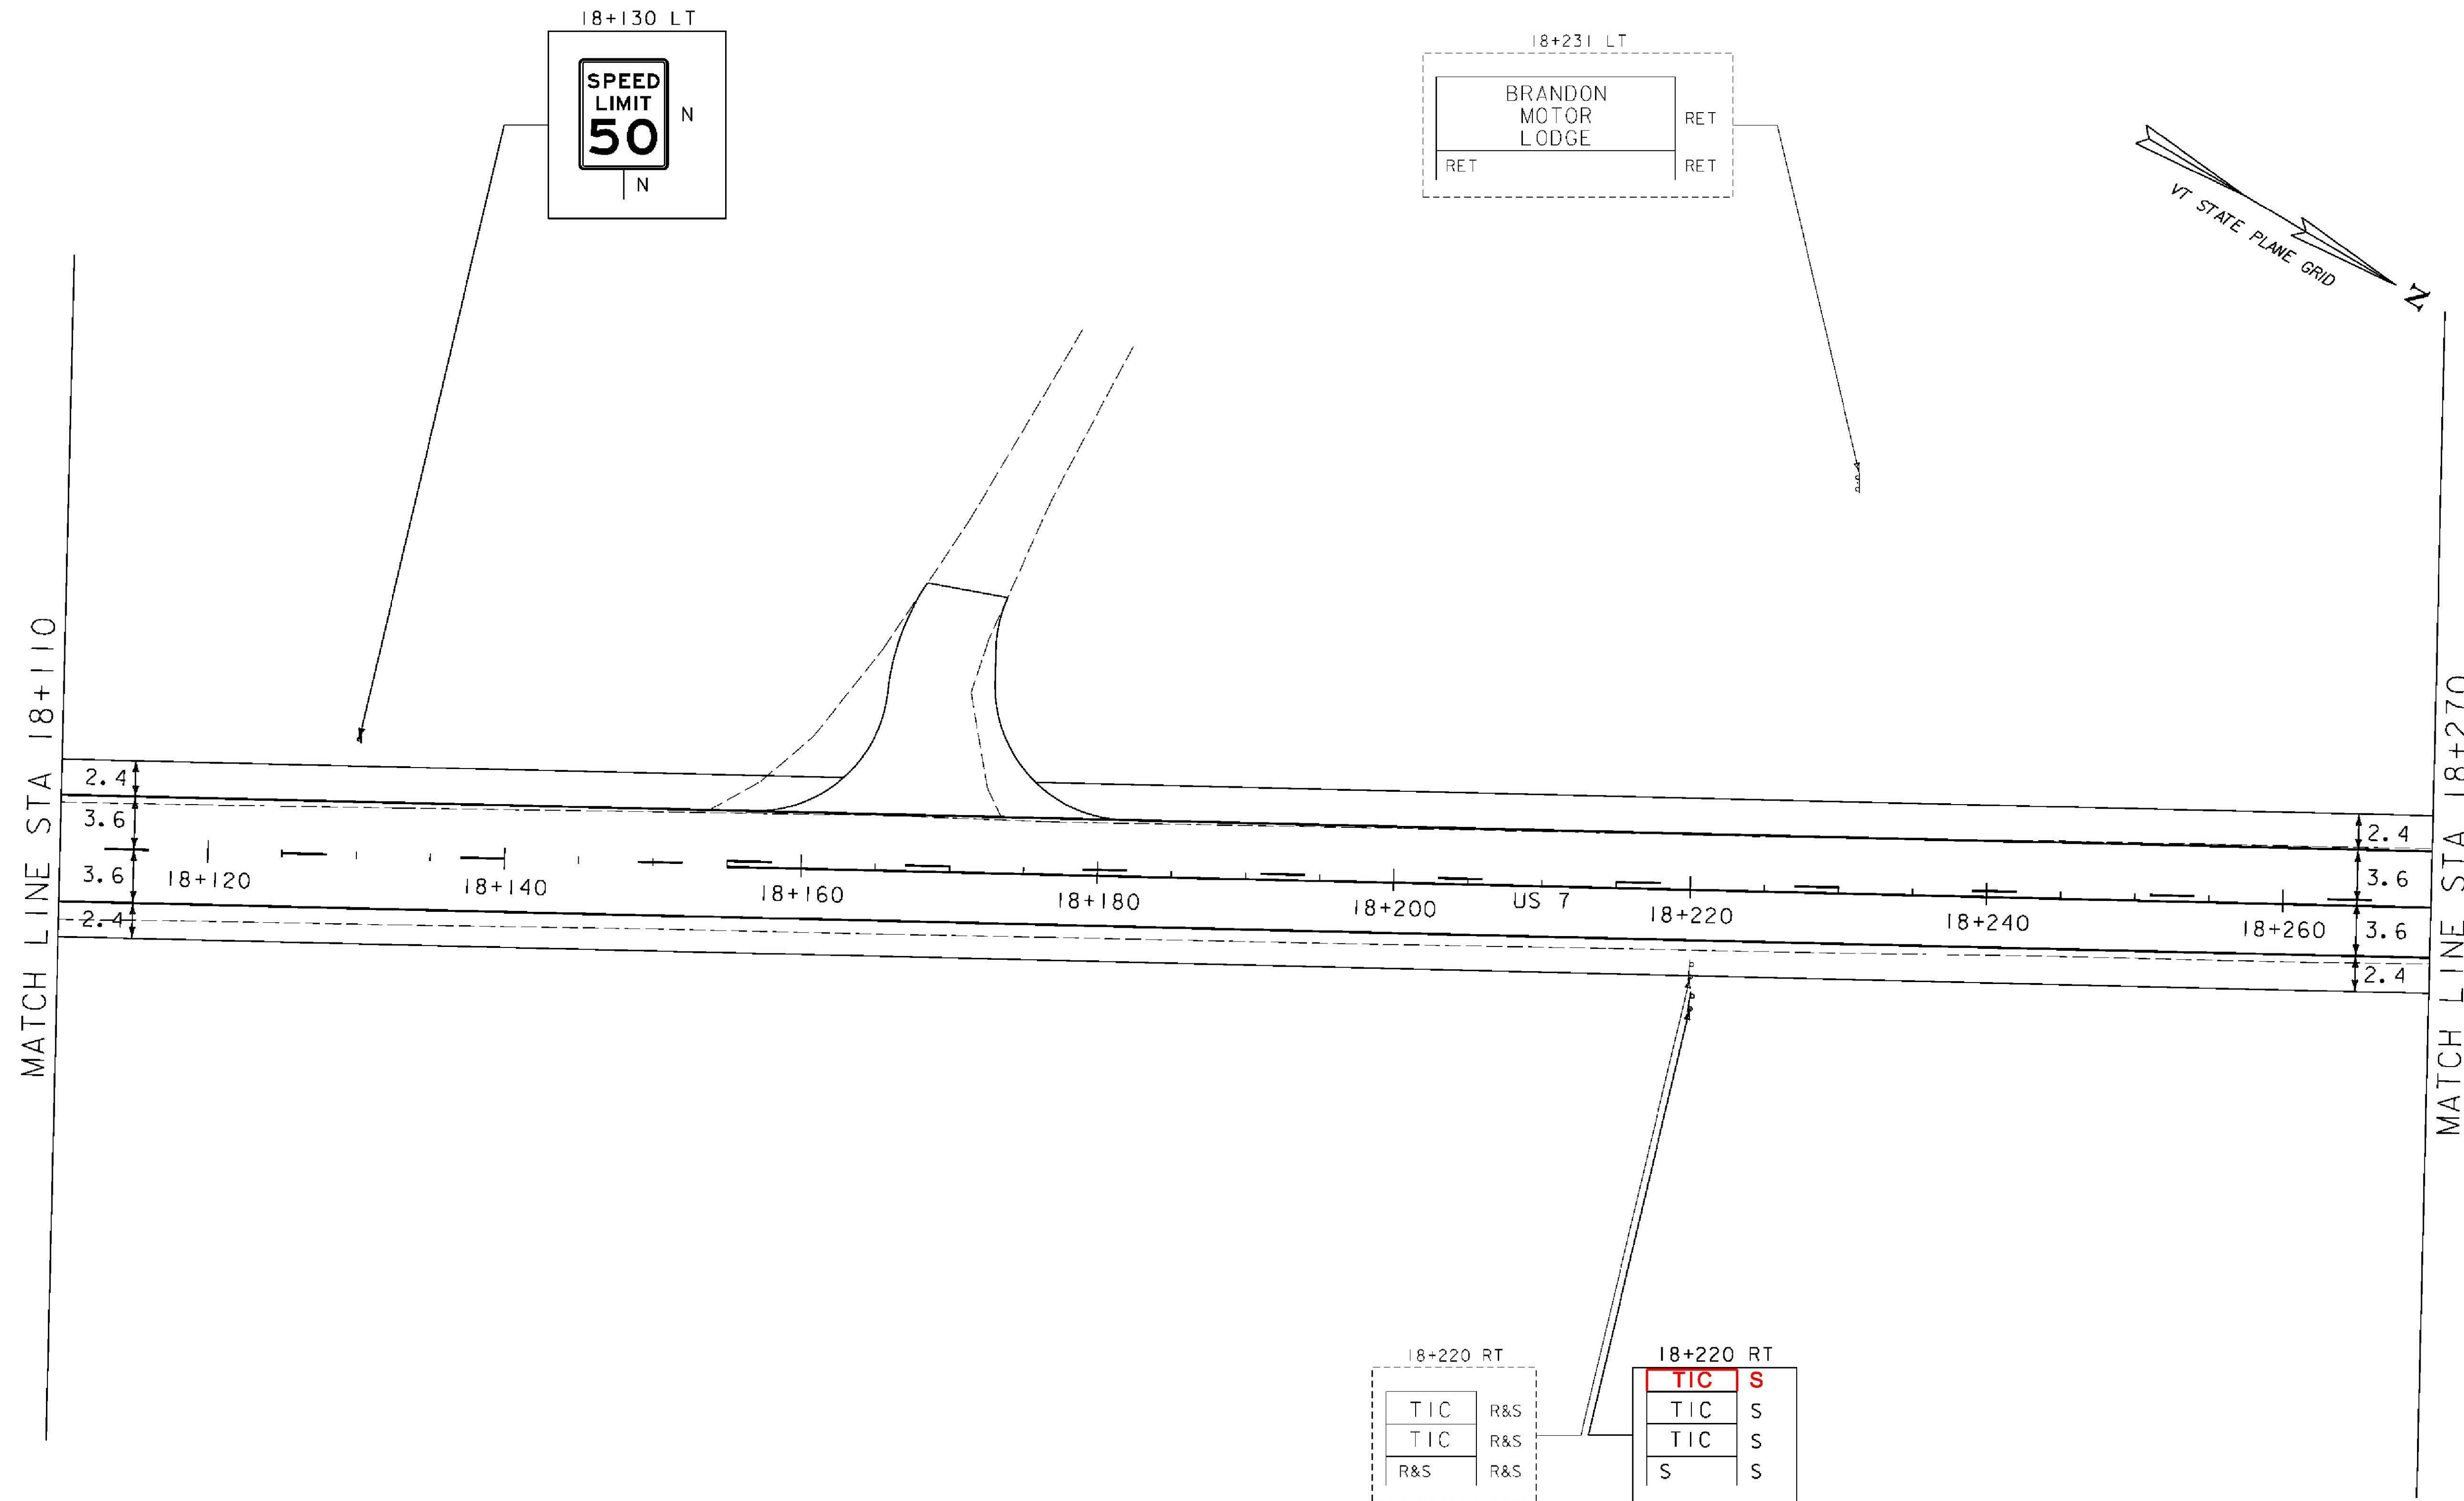 18+130 LT
SPEED
LIMIT
50
N
N
18+231 LT
BRANDON
MOTOR
LODGE
RET
RET
RET
VT STATE PLANE GRID
N
MATCH LINE STA 18+110
2.4
3.6
3.6
2.4
18+120
18+140
18+160
18+180
18+200
US 7
18+220
18+240
18+260
2.4
3.6
3.6
2.4
MATCH LINE STA 18+270
18+220 RT
TIC R&S
TIC R&S
R&S R&S
18+220 RT
TIC S
TIC S
TIC S
S S